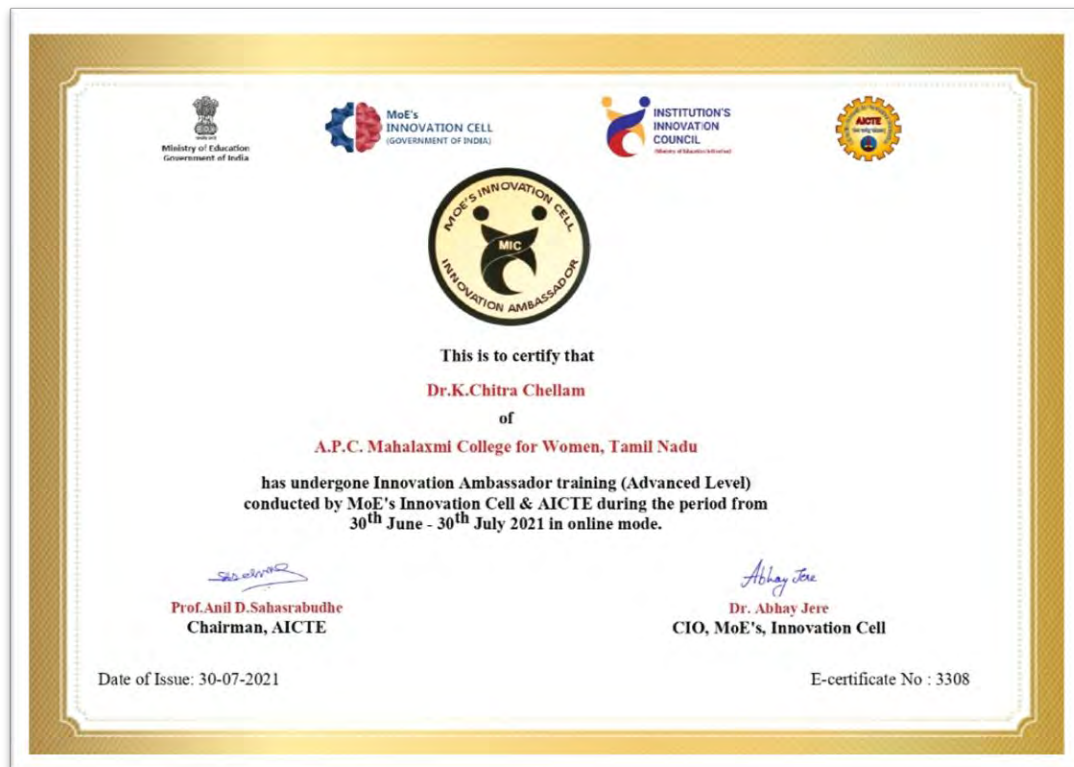 Ministry of Education
Government of India
MoE's
INNOVATION CELL
(GOVERNMENT OF INDIA)
INSTITUTION'S
INNOVATION
COUNCIL
(Ministry of Education Initiative)
AICTE
MOE'S INNOVATION CELL
MIC
INNOVATION AMBASSADOR
This is to certify that
Dr.K.Chitra Chellam
of
A.P.C. Mahalaxmi College for Women, Tamil Nadu
has undergone Innovation Ambassador training (Advanced Level)
conducted by MoE's Innovation Cell & AICTE during the period from
30th June - 30th July 2021 in online mode.
Abhay Jere
Prof.Anil D.Sahasrabudhe
Chairman, AICTE
Dr. Abhay Jere
CIO, MoE's, Innovation Cell
Date of Issue: 30-07-2021
E-certificate No : 3308